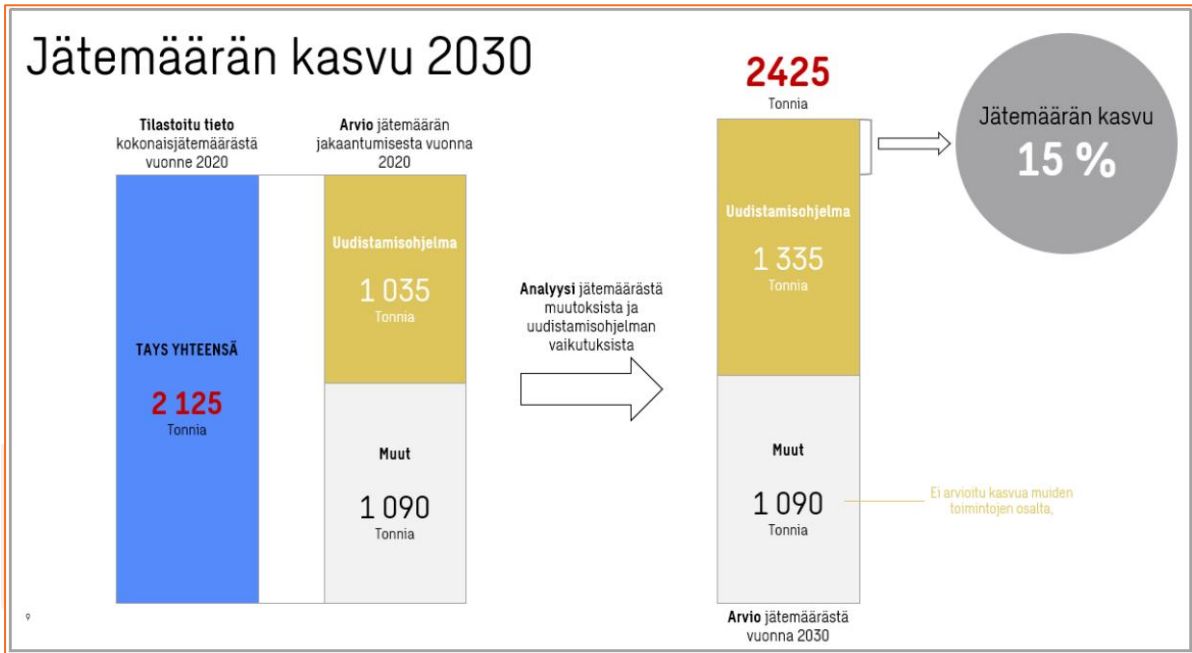 Jätemäärän kasvu 2030
Tilastoitu tieto
kokonaisjätemäärästä
vuonne 2020
Arvio jätemäärän
jakaantumisesta vuonna
2020
TAYS YHTEENSÄ
2 125
Tonnia
Uudistamisohjelma
1 035
Tonnia
Muut
1 090
Tonnia
Analyysi jätemäärästä
muutoksista ja
uudistamisohjelman
vaikutuksista
2425
Tonnia
Uudistamisohjelma
1 335
Tonnia
Muut
1 090
Tonnia
Arvio jätemäärästä
vuonna 2030
Jätemäärän kasvu
15 %
Ei arvioitu kasvua muiden
toimintojen osalta,
9